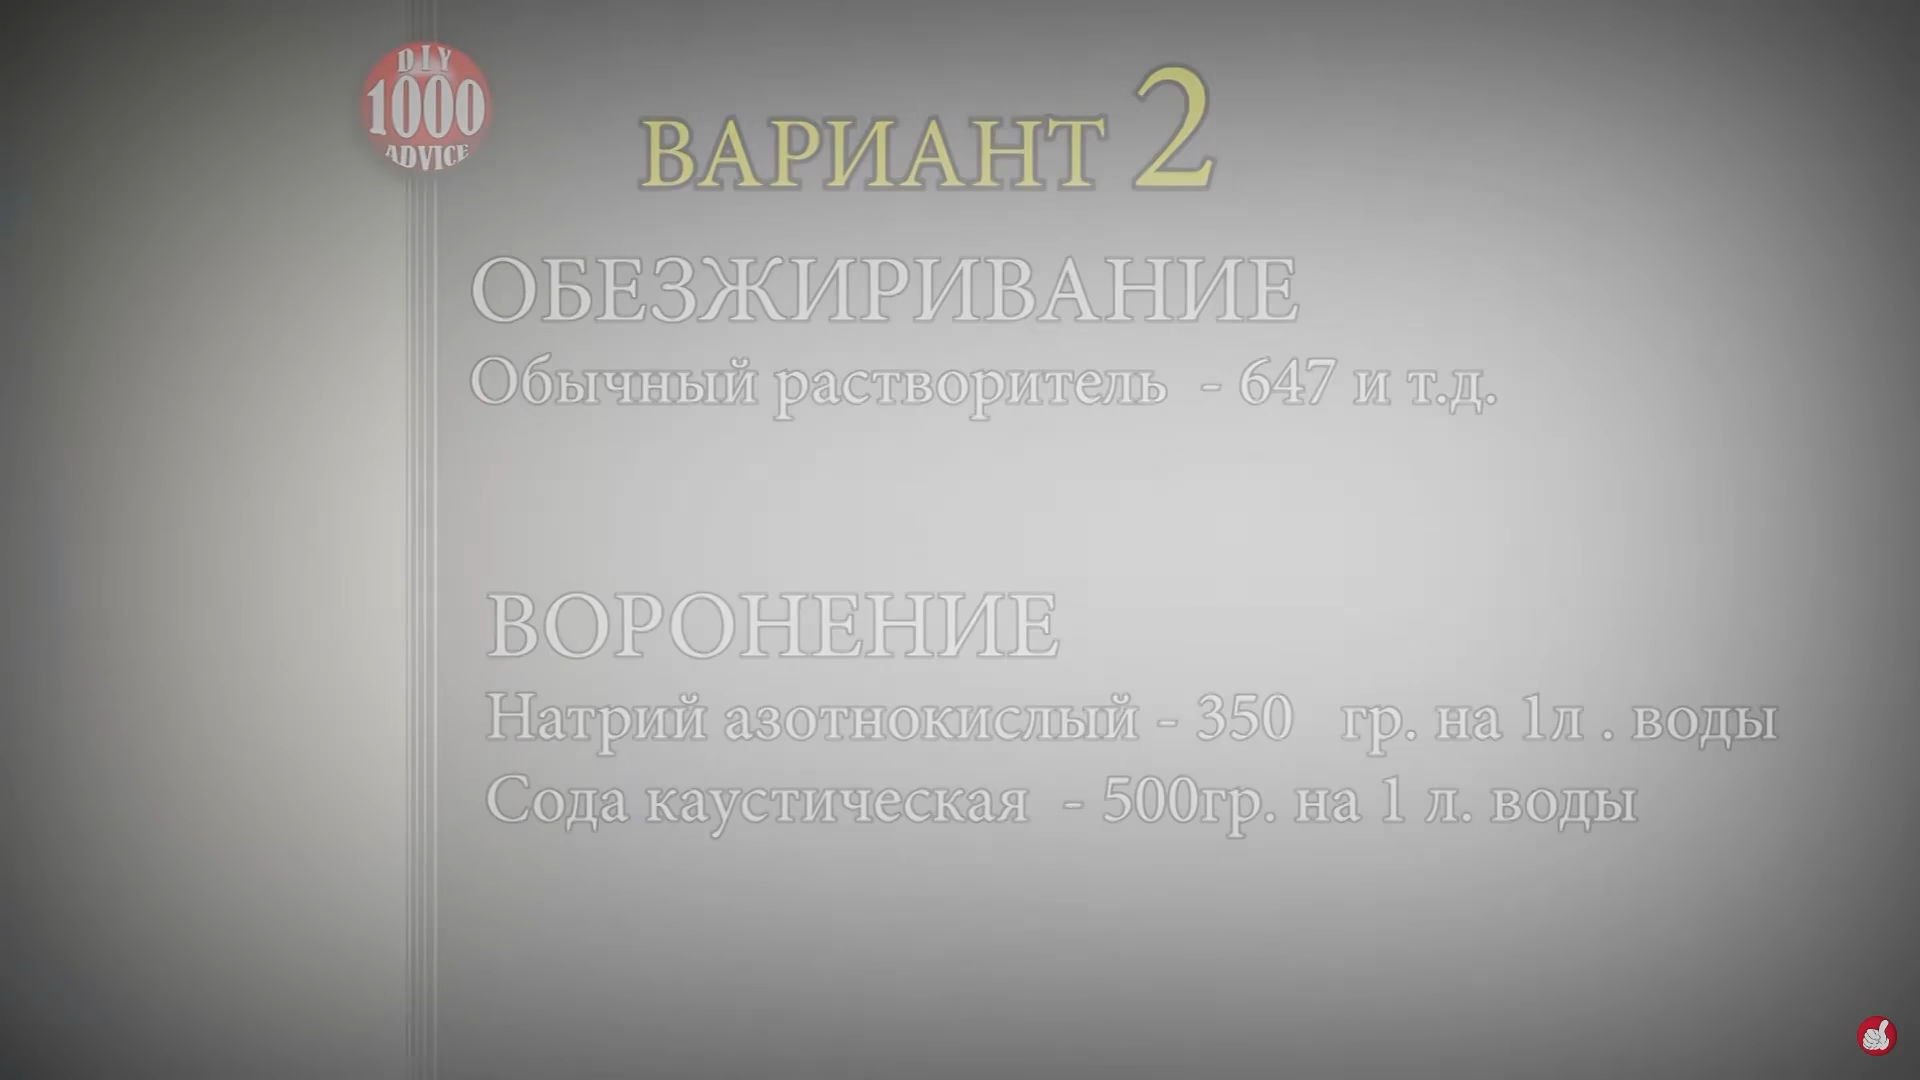 DIY
1000
ADVICE
ВАРИАНТ 2
ОБЕЗЖИРИВАНИЕ
Обычный растворитель - 647 и т.д.
ВОРОНЕНИЕ
Натрий азотнокислый - 350 гр. на 1л . воды
Сода каустическая - 500гр. на 1 л. воды